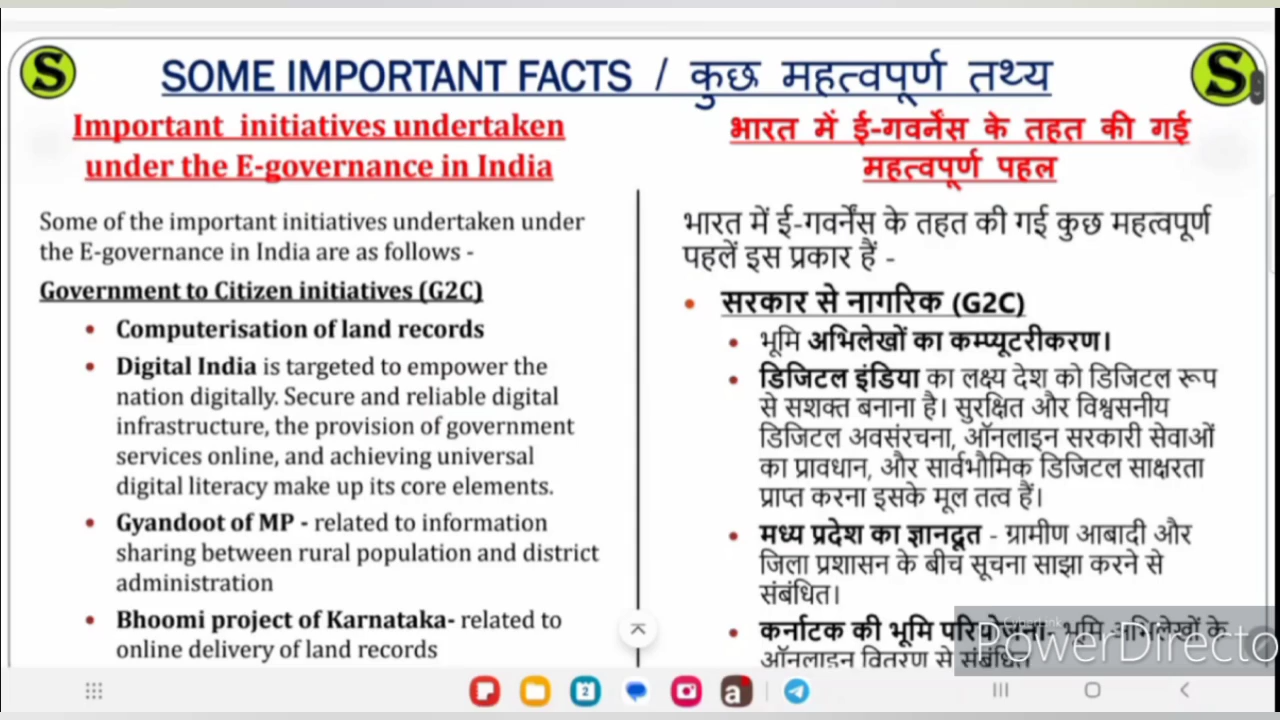 S
SOME IMPORTANT FACTS / कुछ महत्वपूर्ण तथ्य
S
Important initiatives undertaken
under the E-governance in India
Some of the important initiatives undertaken under
the E-governance in India are as follows -
Government to Citizen initiatives (G2C)
• Computerisation of land records
• Digital India is targeted to empower the
nation digitally. Secure and reliable digital
infrastructure, the provision of government
services online, and achieving universal
digital literacy make up its core elements.
• Gyandoot of MP - related to information
sharing between rural population and district
administration
• Bhoomi project of Karnataka- related to
online delivery of land records
भारत में ई-गवर्नेंस के तहत की गई
महत्वपूर्ण पहल
भारत में ई-गवर्नेंस के तहत की गई कुछ महत्वपूर्ण
पहलें इस प्रकार हैं -
• सरकार से नागरिक (G2C)
• भूमि अभिलेखों का कम्प्यूटरीकरण।
• डिजिटल इंडिया का लक्ष्य देश को डिजिटल रूप
से सशक्त बनाना है। सुरक्षित और विश्वसनीय
डिजिटल अवसंरचना, ऑनलाइन सरकारी सेवाओं
का प्रावधान, और सार्वभौमिक डिजिटल साक्षरता
प्राप्त करना इसके मूल तत्व हैं।
• मध्य प्रदेश का ज्ञानदूत - ग्रामीण आबादी और
जिला प्रशासन के बीच सूचना साझा करने से
संबंधित।
• कर्नाटक की भूमि परियोजना- भूमि अभिलेखों के
ऑनलाइन वितरण से संबंधित
CyberLink
PowerDirecto
2
a